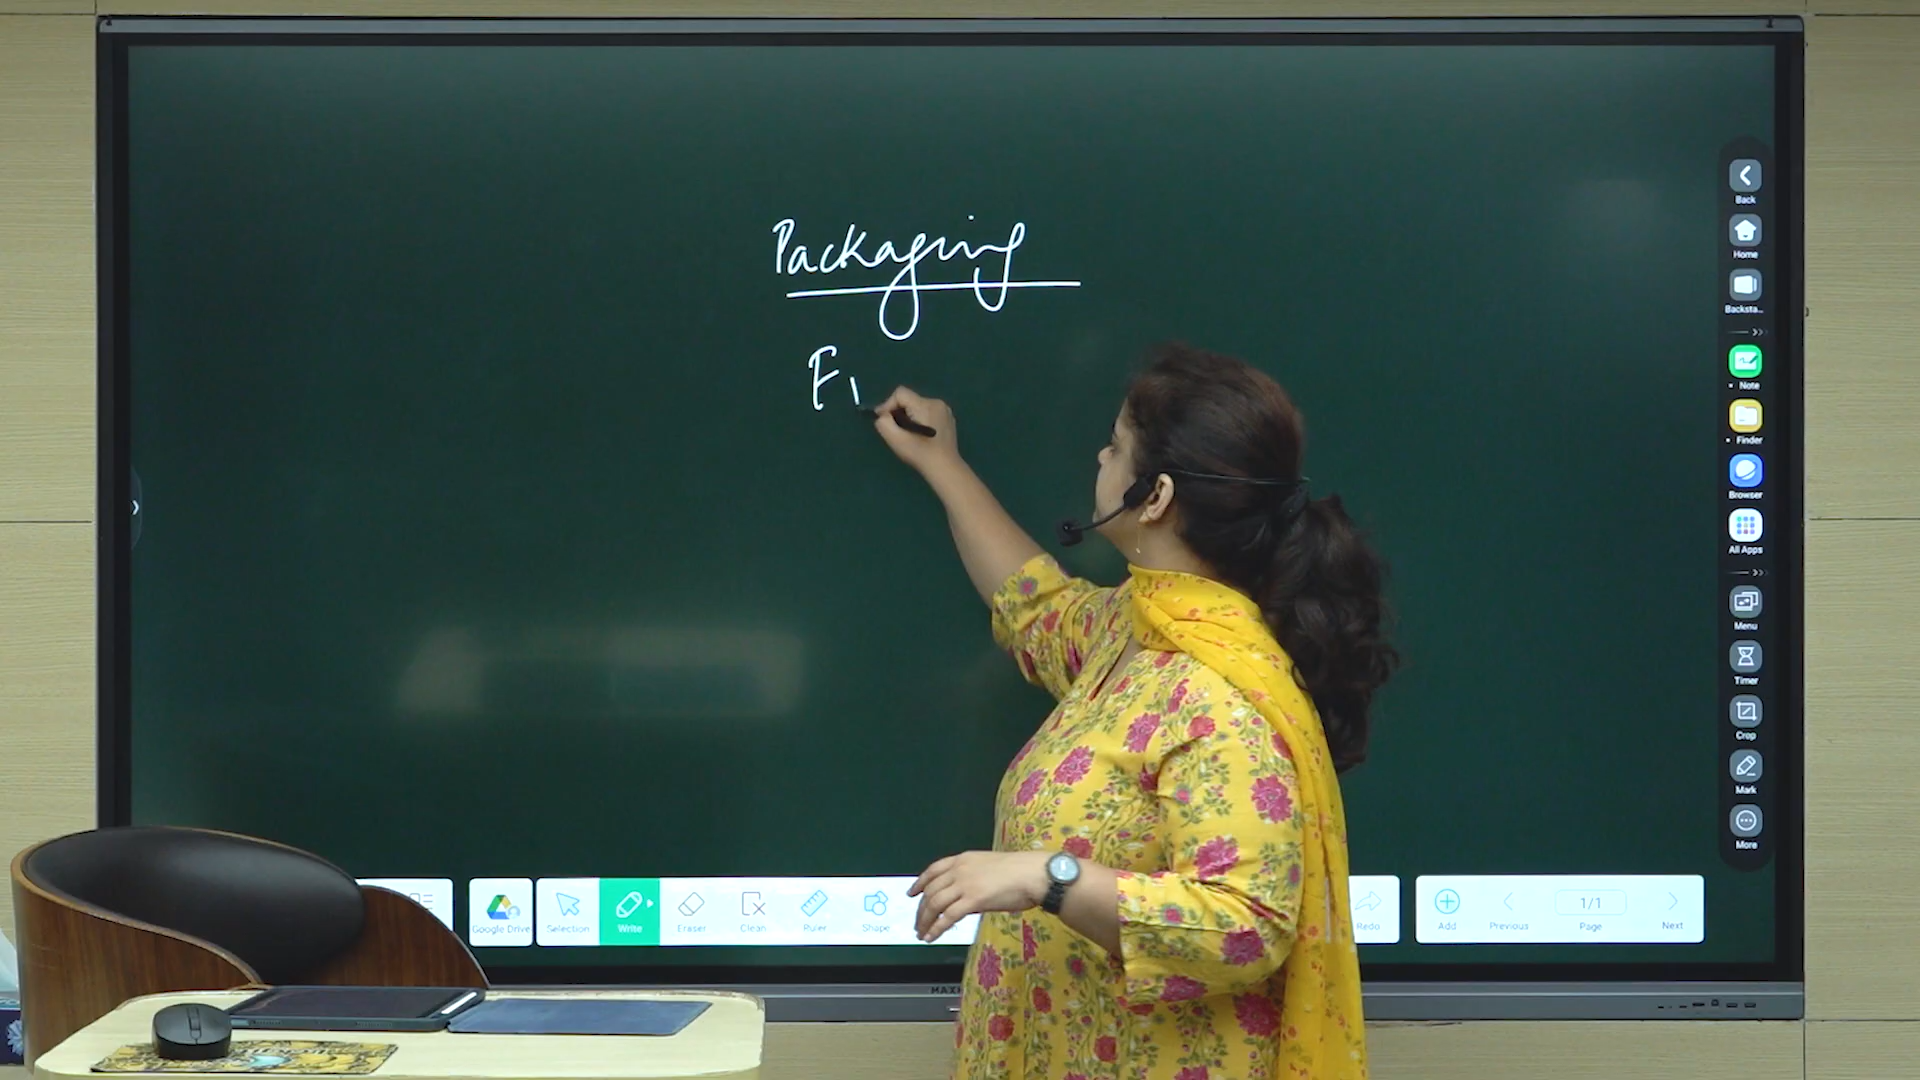 Packaging
F
Back
Home
Backsta...
Note
Finder
Browser
All Apps
Menu
Timer
Crop
Mark
More
Google Drive
Selection
Write
Eraser
Clean
Ruler
Shape
Redo
Add
Previous
1/1
Page
Next